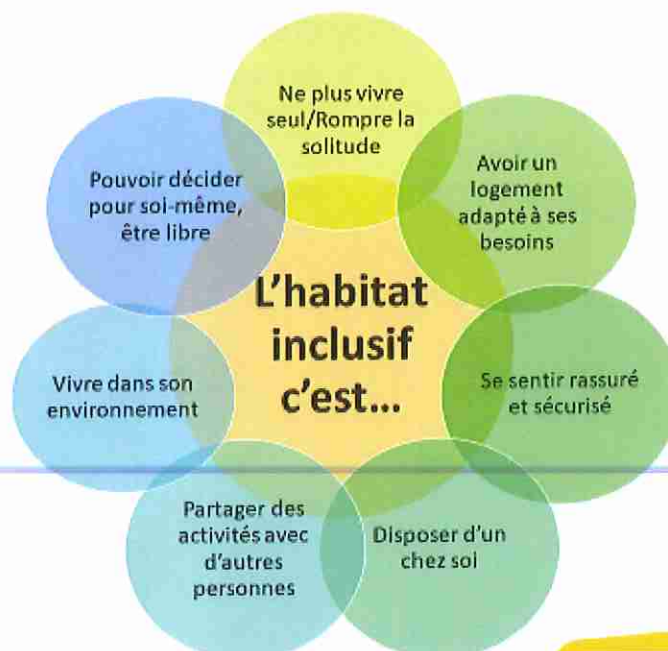 Ne plus vivre
seul/Rompre la
solitude
Avoir un
logement
adapté à ses
besoins
Se sentir rassuré
et sécurisé
Disposer d'un
chez soi
Partager des
activités avec
d'autres
personnes
Vivre dans son
environnement
Pouvoir décider
pour soi-même,
être libre
L'habitat
inclusif
c'est...